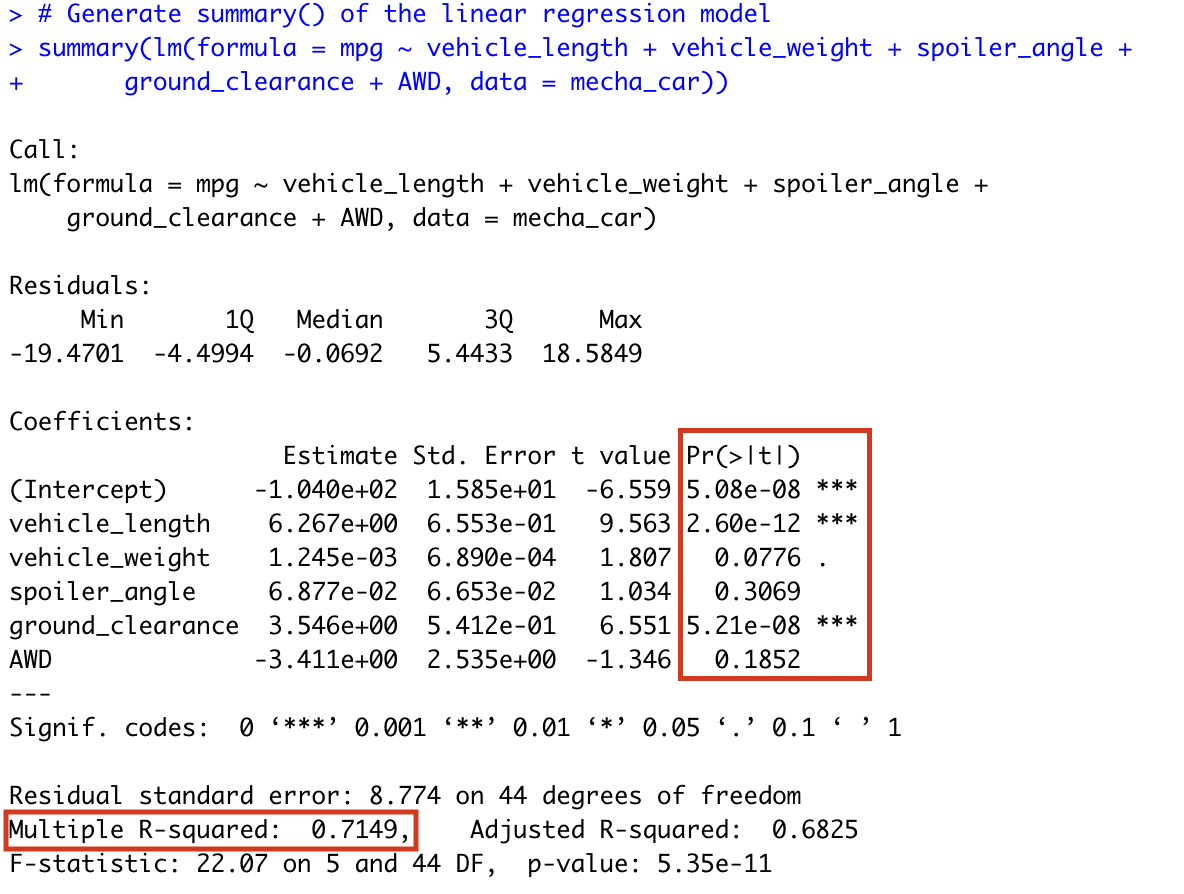 > # Generate summary() of the linear regression model
> summary(lm(formula = mpg ~ vehicle_length + vehicle_weight + spoiler_angle +
+       ground_clearance + AWD, data = mecha_car))

Call:
lm(formula = mpg ~ vehicle_length + vehicle_weight + spoiler_angle +
    ground_clearance + AWD, data = mecha_car)

Residuals:
     Min       1Q   Median       3Q      Max
-19.4701  -4.4994  -0.0692   5.4433  18.5849

Coefficients:
                   Estimate Std. Error t value Pr(>|t|)
(Intercept)      -1.040e+02  1.585e+01  -6.559 5.08e-08 ***
vehicle_length    6.267e+00  6.553e-01   9.563 2.60e-12 ***
vehicle_weight    1.245e-03  6.890e-04   1.807   0.0776 .
spoiler_angle     6.877e-02  6.653e-02   1.034   0.3069
ground_clearance  3.546e+00  5.412e-01   6.551 5.21e-08 ***
AWD              -3.411e+00  2.535e+00  -1.346   0.1852
---
Signif. codes:  0 ‘***’ 0.001 ‘**’ 0.01 ‘*’ 0.05 ‘.’ 0.1 ‘ ’ 1

Residual standard error: 8.774 on 44 degrees of freedom
Multiple R-squared:  0.7149,    Adjusted R-squared:  0.6825
F-statistic: 22.07 on 5 and 44 DF,  p-value: 5.35e-11